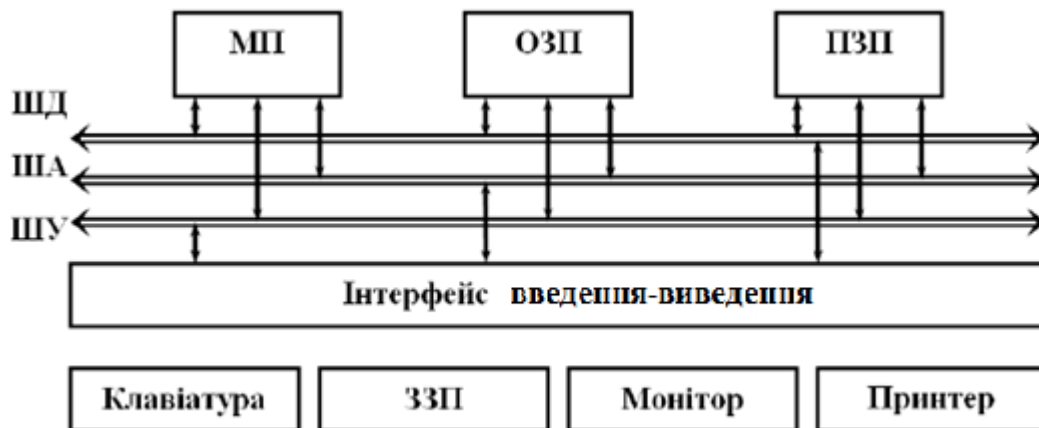 МП ОЗП ПЗП
ШД
ША
ШУ
Інтерфейс введення-виведення
Клавіатура ЗЗП Монітор Принтер